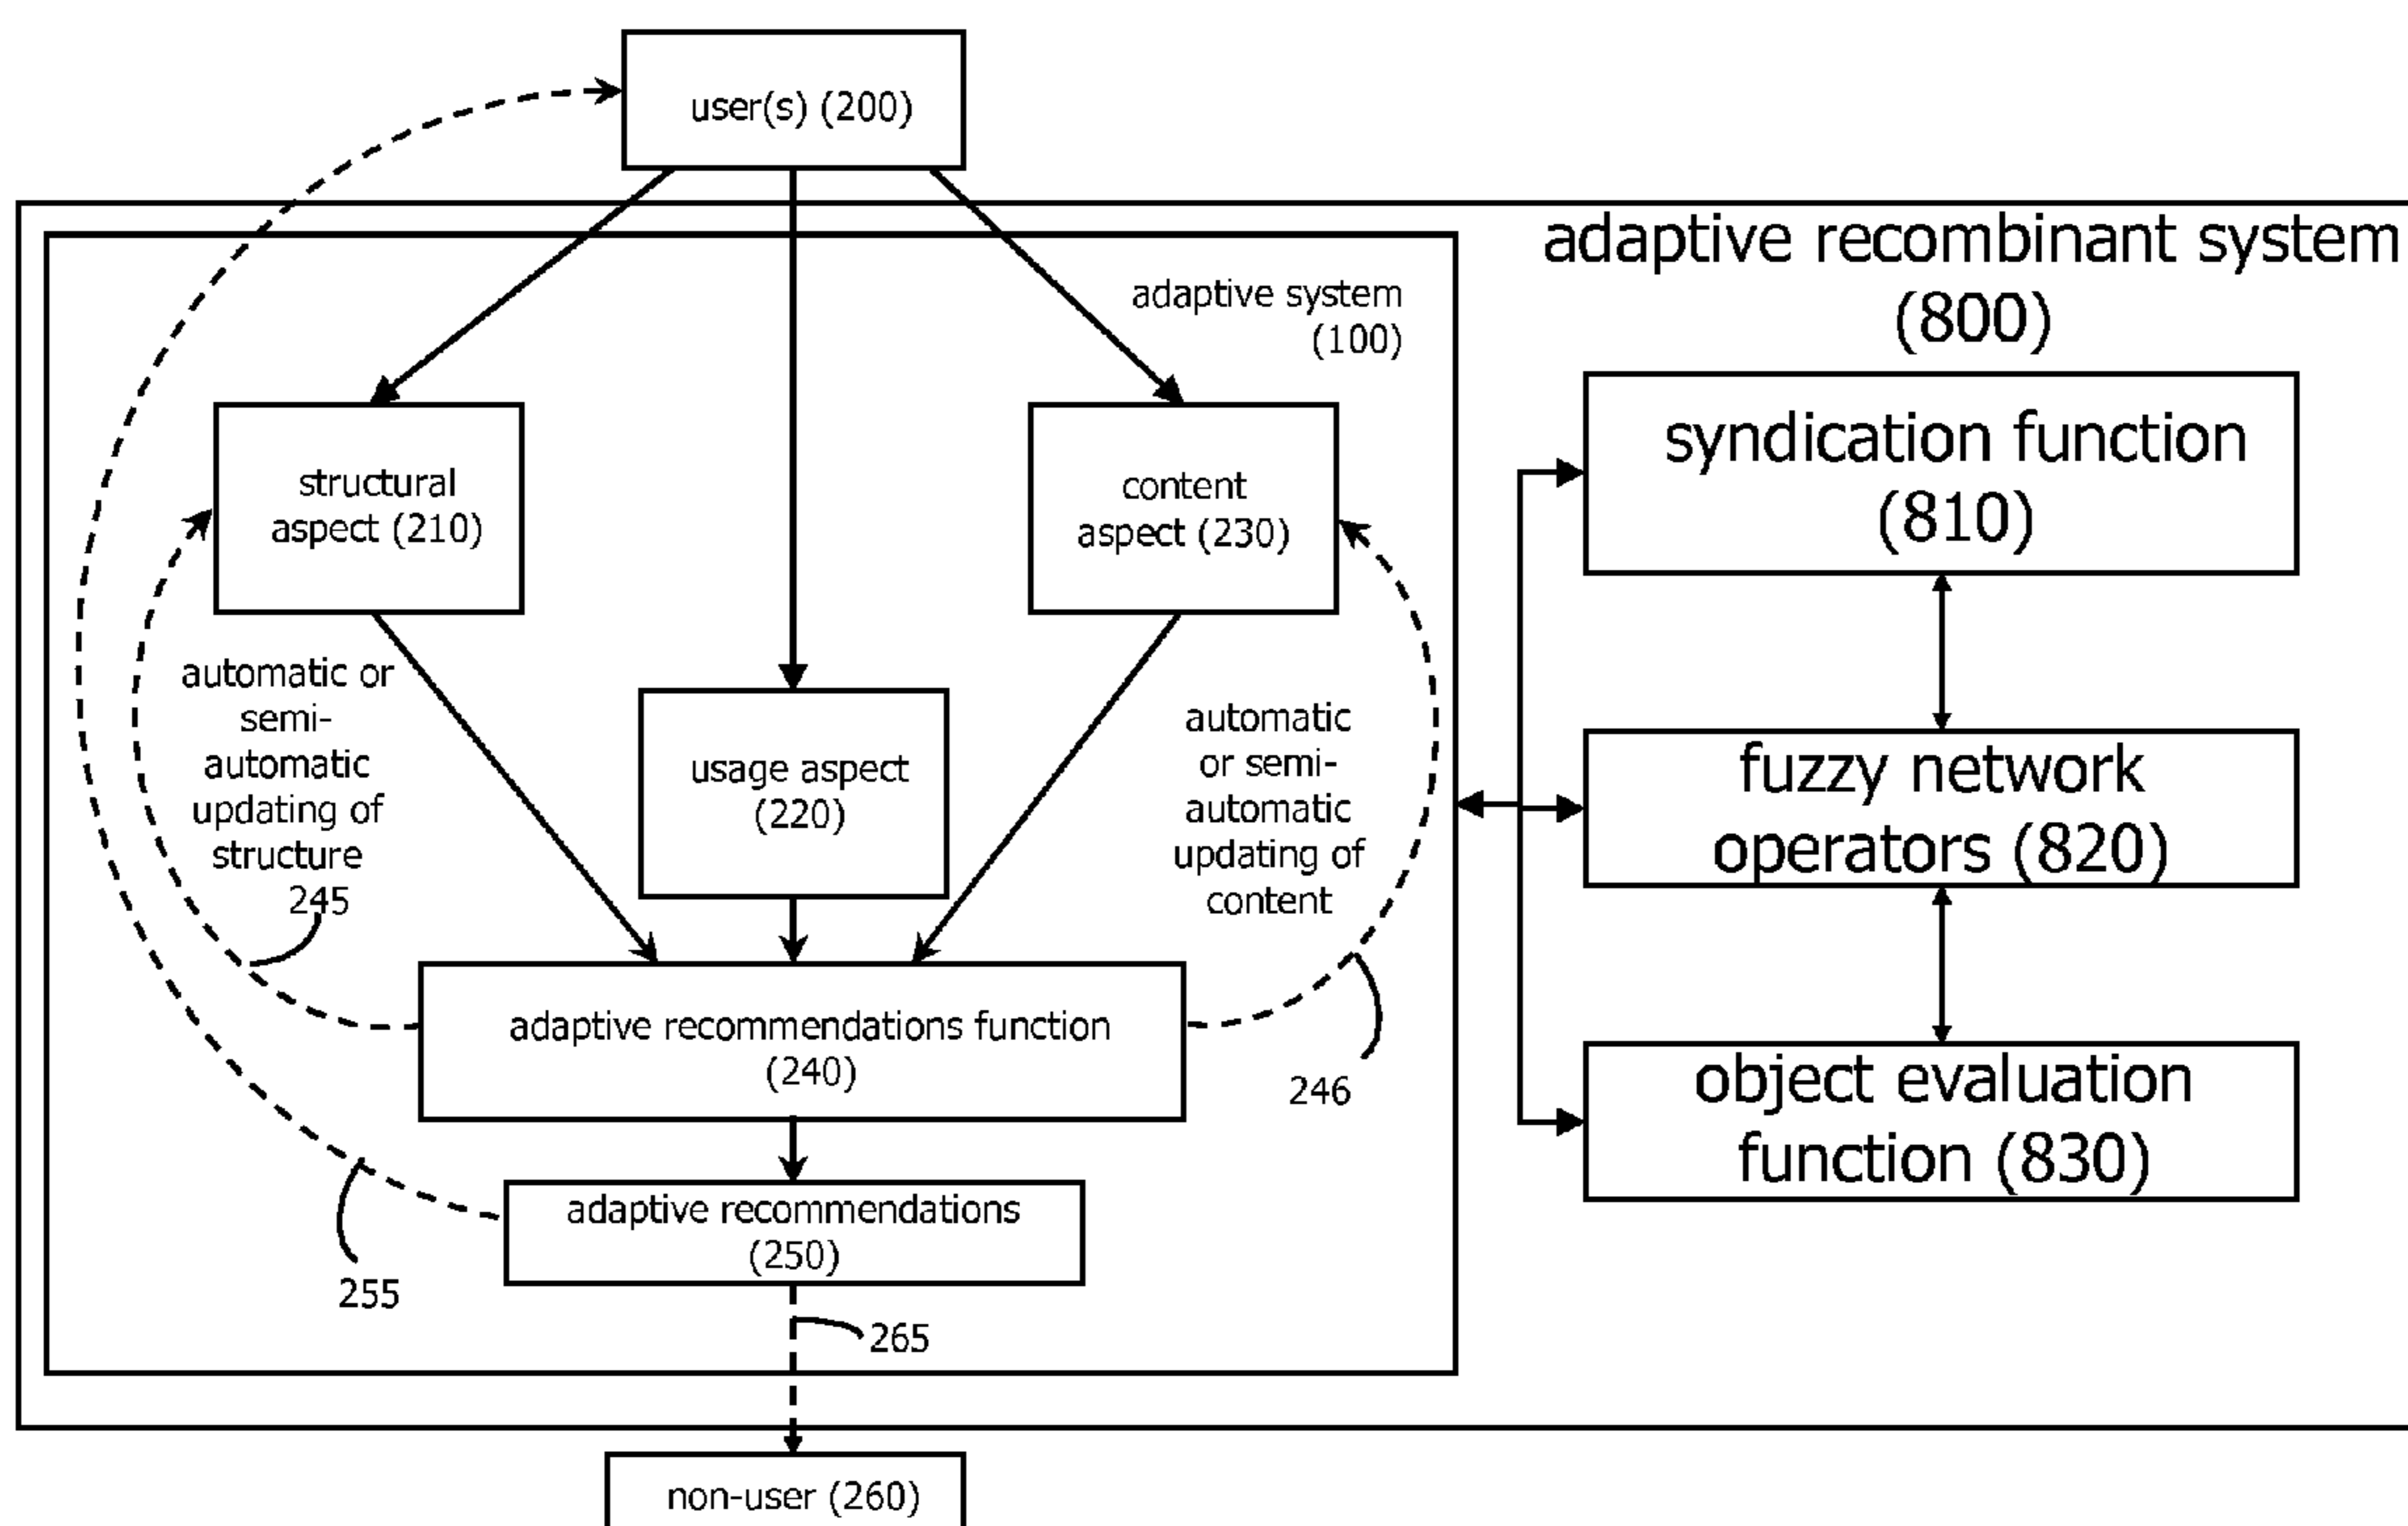 user(s) (200)
adaptive recombinant system
(800)
adaptive system
(100)
structural
aspect (210)
content
aspect (230)
syndication function
(810)
automatic or
semi-
automatic
updating of
structure
245
usage aspect
(220)
automatic
or semi-
automatic
updating of
content
fuzzy network
operators (820)
adaptive recommendations function
(240)
246
object evaluation
function (830)
adaptive recommendations
(250)
255
265
non-user (260)